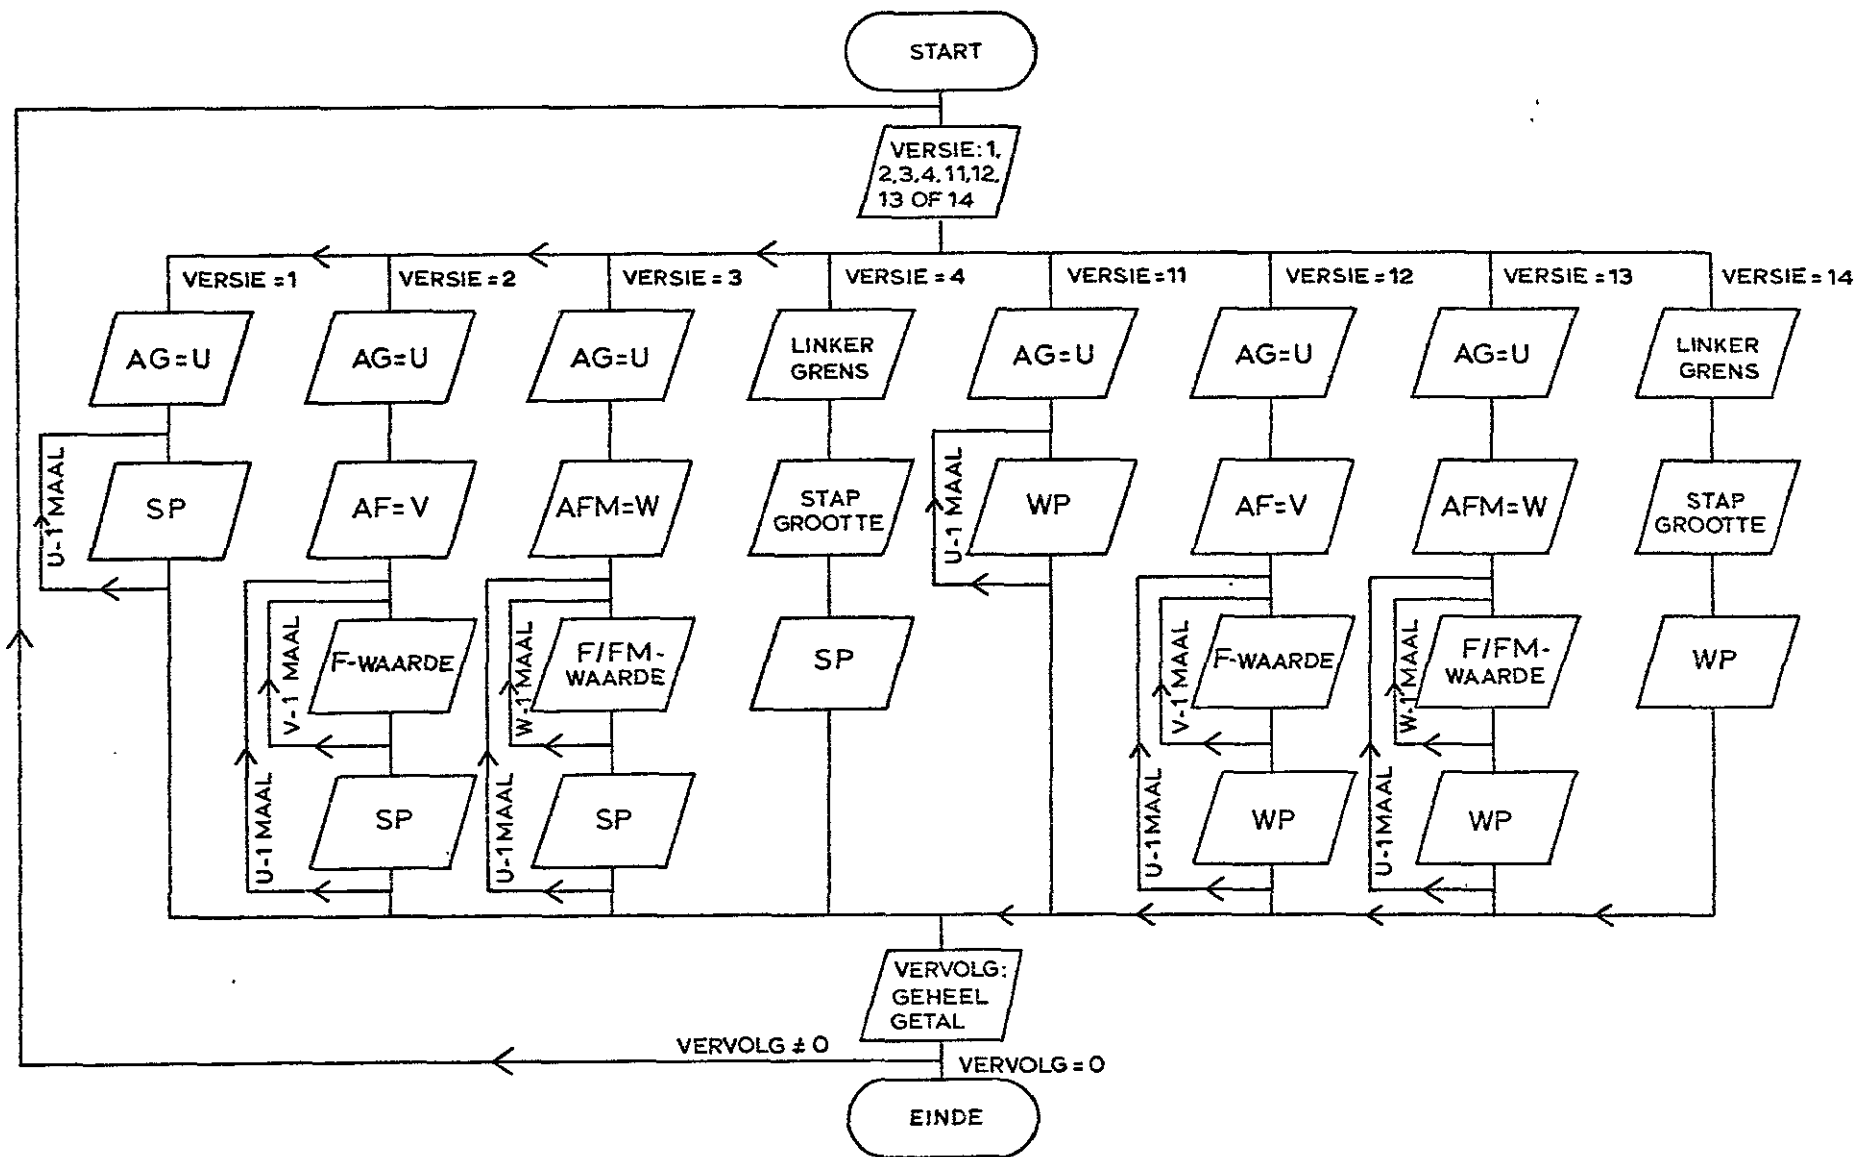 START
VERSIE: 1,
2,3,4,11,12,
13 OF 14
VERSIE=1
VERSIE=2
VERSIE=3
VERSIE=4
VERSIE=11
VERSIE=12
VERSIE=13
VERSIE=14
AG=U
AG=U
AG=U
LINKER
GRENS
AG=U
AG=U
AG=U
LINKER
GRENS
U-1 MAAL
SP
AF=V
AFM=W
STAP
GROOTTE
U-1 MAAL
WP
AF=V
AFM=W
STAP
GROOTTE
V-1 MAAL
F-WAARDE
W-1 MAAL
F/FM-
WAARDE
SP
V-1 MAAL
F-WAARDE
W-1 MAAL
F/FM-
WAARDE
WP
U-1 MAAL
SP
U-1 MAAL
SP
U-1 MAAL
WP
U-1 MAAL
WP
VERVOLG:
GEHEEL
GETAL
VERVOLG ≠ 0
VERVOLG = 0
EINDE